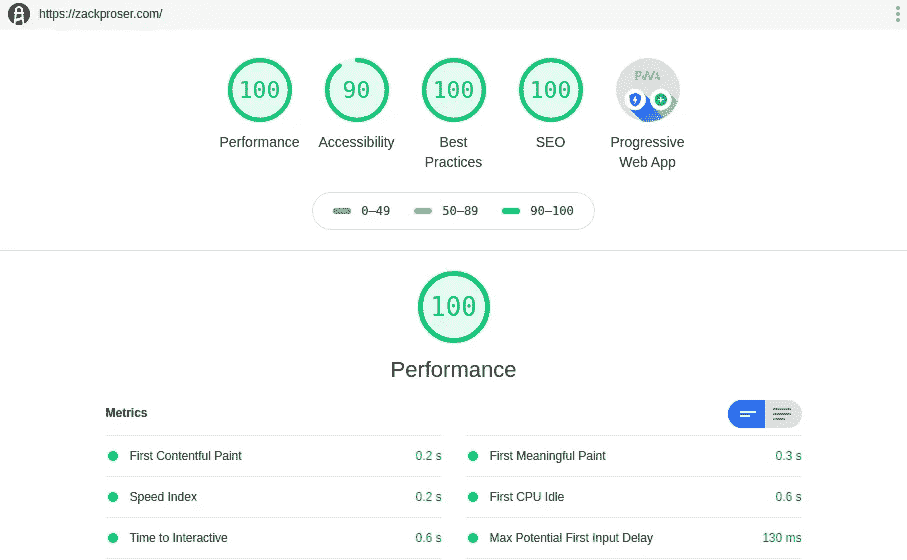 https://zackproser.com/
100 90 100 100 PWA
Performance Accessibility Best Practices SEO Progressive Web App
0–49 50–89 90–100
100
Performance
Metrics
First Contentful Paint 0.2 s
First Meaningful Paint 0.3 s
Speed Index 0.2 s
First CPU Idle 0.6 s
Time to Interactive 0.6 s
Max Potential First Input Delay 130 ms